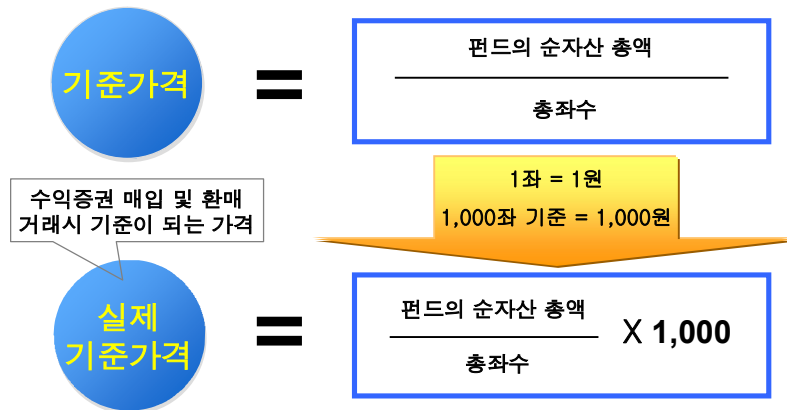 기준가격
=
펀드의 순자산 총액
총좌수
1좌 = 1원
1,000좌 기준 = 1,000원
수익증권 매입 및 환매
거래시 기준이 되는 가격
실제
기준가격
=
펀드의 순자산 총액
총좌수
X 1,000